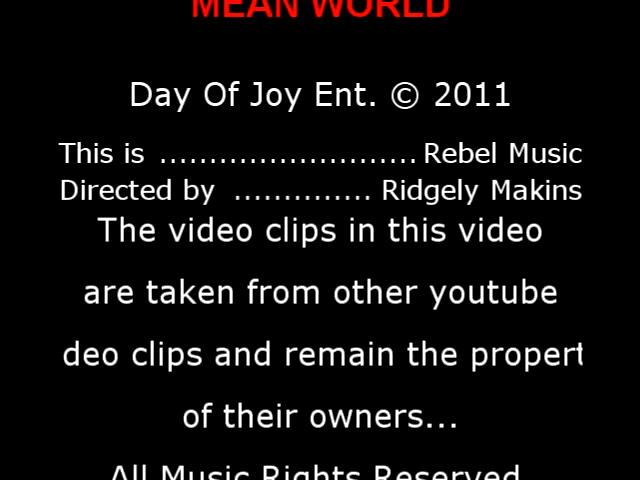 MEAN WORLD
Day Of Joy Ent. © 2011
This is .......................... Rebel Music
Directed by .............. Ridgely Makins
The video clips in this video
are taken from other youtube
deo clips and remain the propert
of their owners...
All Music Rights Reserved